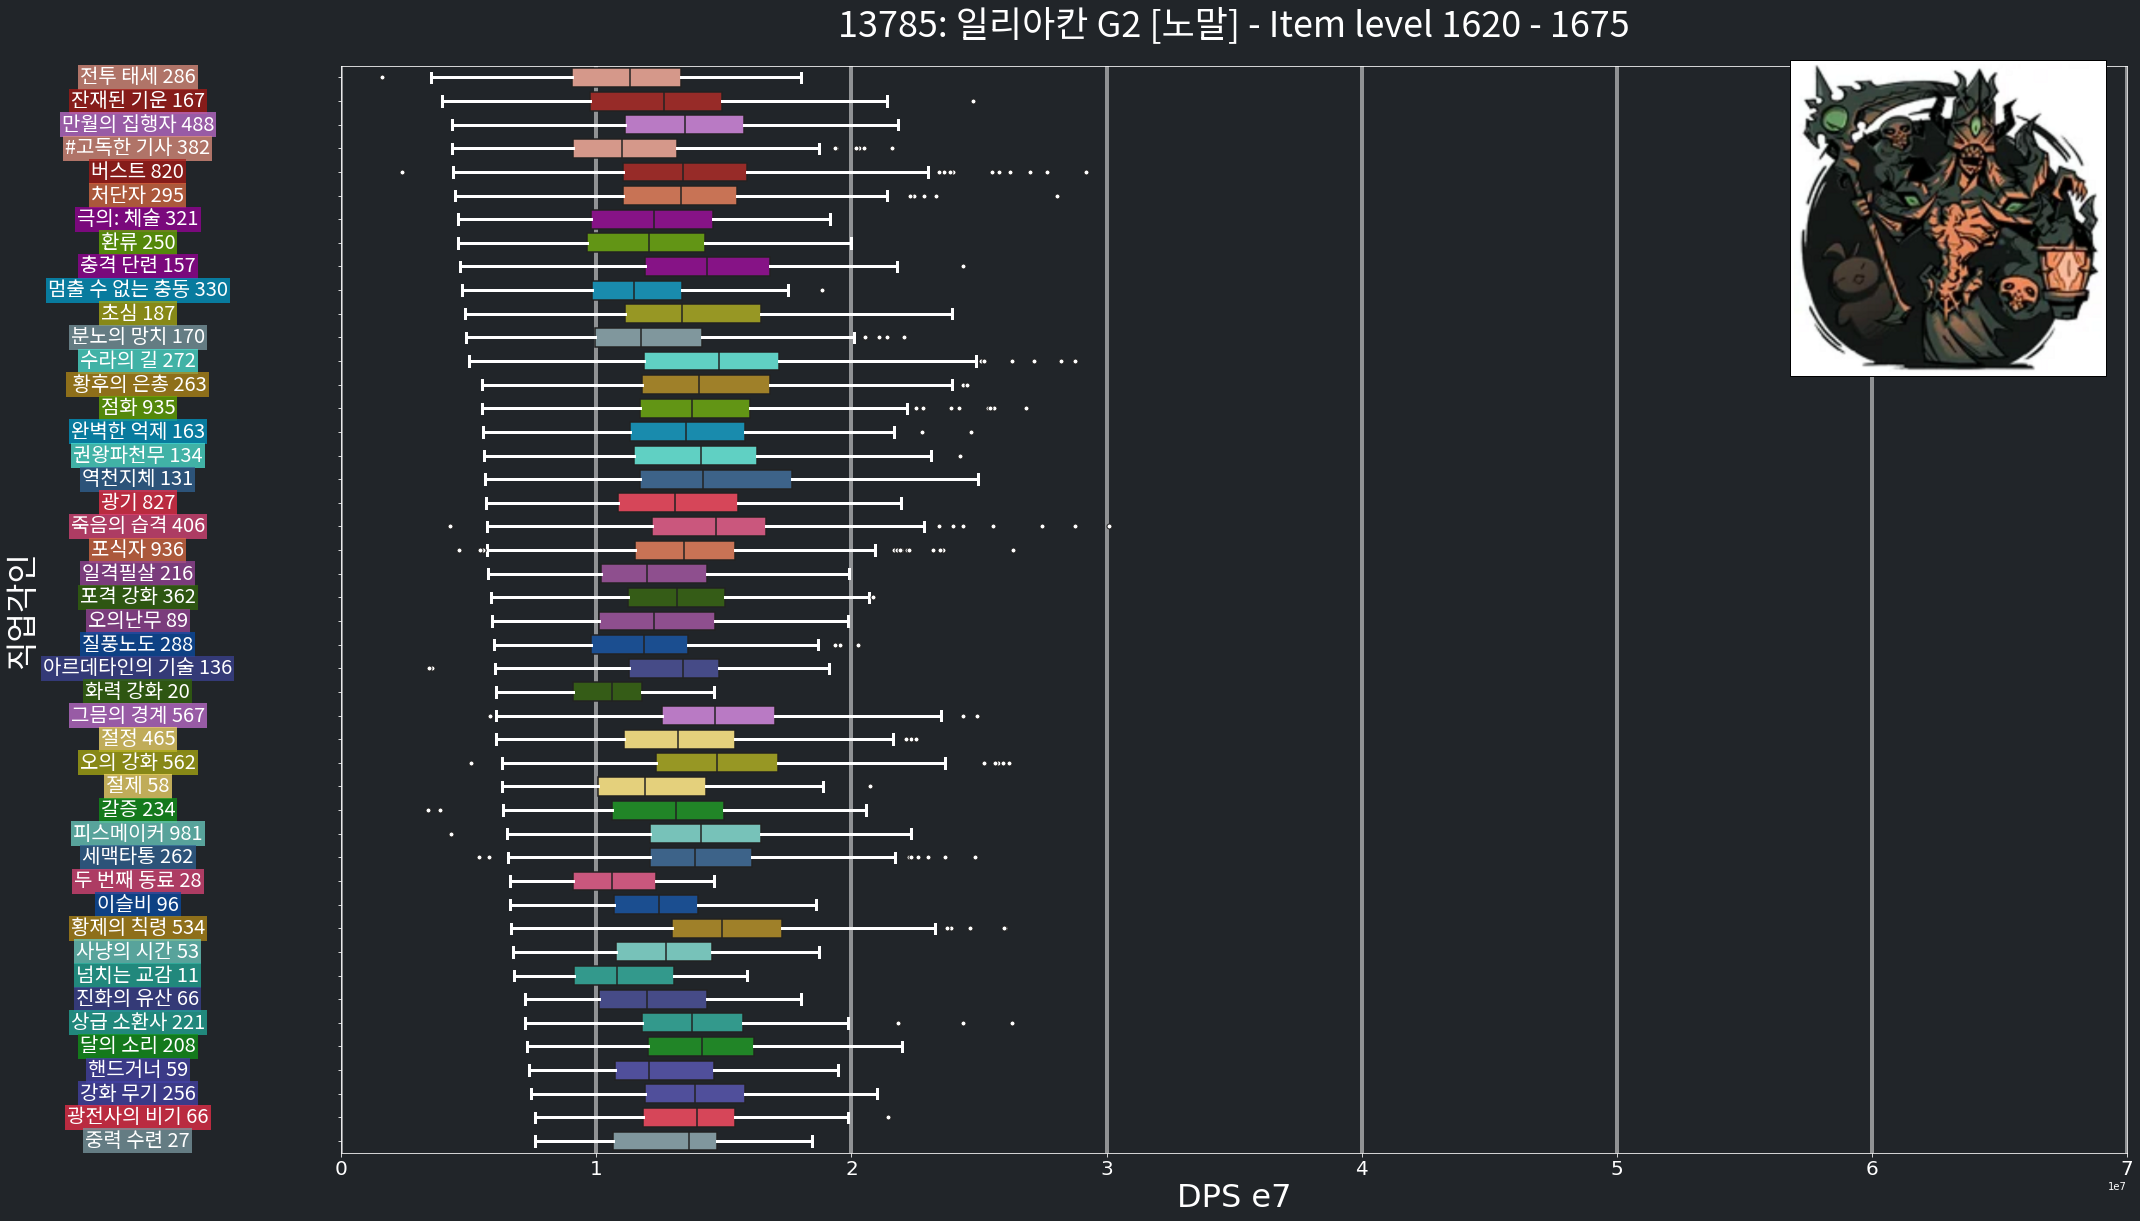 13785: 일리아칸 G2 [노말] - Item level 1620 - 1675
직업각인
전투 태세 286
잔재된 기운 167
만월의 집행자 488
#고독한 기사 382
버스트 820
처단자 295
극의: 체술 321
환류 250
충격 단련 157
멈출 수 없는 충동 330
초심 187
분노의 망치 170
수라의 길 272
황후의 은총 263
점화 935
완벽한 억제 163
권왕파천무 134
역천지체 131
광기 827
죽음의 습격 406
포식자 936
일격필살 216
포격 강화 362
오의난무 89
질풍노도 288
아르데타인의 기술 136
화력 강화 20
그믐의 경계 567
절정 465
오의 강화 562
절제 58
갈증 234
피스메이커 981
세맥타통 262
두 번째 동료 28
이슬비 96
황제의 칙령 534
사냥의 시간 53
넘치는 교감 11
진화의 유산 66
상급 소환사 221
달의 소리 208
핸드거너 59
강화 무기 256
광전사의 비기 66
중력 수련 27
0 1 2 3 4 5 6 7
DPS e7
1e7